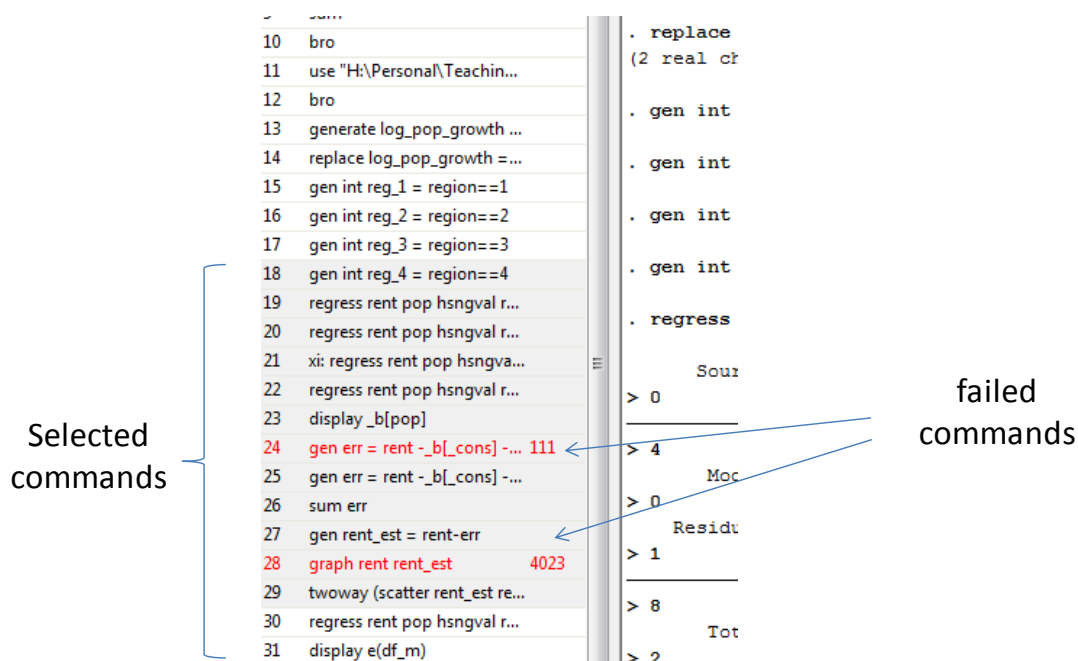 10 bro
11 use "H:\Personal\Teachin...
12 bro
13 generate log_pop_growth ...
14 replace log_pop_growth =...
15 gen int reg_1 = region==1
16 gen int reg_2 = region==2
17 gen int reg_3 = region==3
18 gen int reg_4 = region==4
19 regress rent pop hsngval r...
20 regress rent pop hsngval r...
21 xi: regress rent pop hsngva...
22 regress rent pop hsngval r...
23 display _b[pop]
24 gen err = rent -_b[_cons] -... 111
25 gen err = rent -_b[_cons] -...
26 sum err
27 gen rent_est = rent-err
28 graph rent rent_est 4023
29 twoway (scatter rent_est re...
30 regress rent pop hsngval r...
31 display e(df_m)
Selected
commands
. replace
(2 real ch
. gen int
. gen int
. gen int
. gen int
. regress
Sour
> 0
> 4
Mod
> 0
Residu
> 1
> 8
Tot
> 2
failed
commands